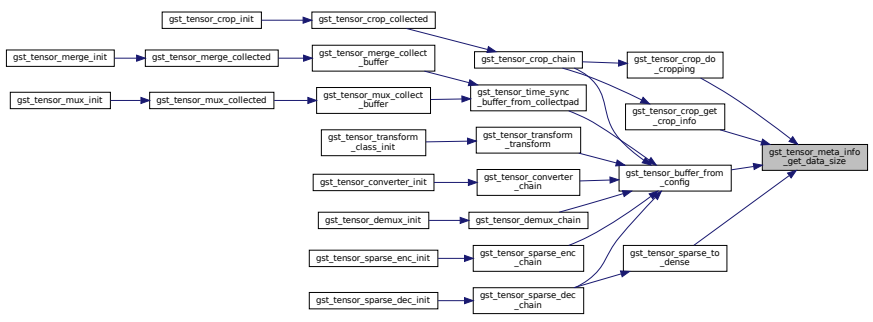 gst_tensor_crop_init
gst_tensor_crop_collected
gst_tensor_merge_init
gst_tensor_merge_collected
gst_tensor_merge_collect
_buffer
gst_tensor_crop_chain
gst_tensor_crop_do
_cropping
gst_tensor_mux_init
gst_tensor_mux_collected
gst_tensor_mux_collect
_buffer
gst_tensor_time_sync
_buffer_from_collectpad
gst_tensor_crop_get
_crop_info
gst_tensor_transform
_class_init
gst_tensor_transform
_transform
gst_tensor_meta_info
_get_data_size
gst_tensor_converter_init
gst_tensor_converter
_chain
gst_tensor_buffer_from
_config
gst_tensor_demux_init
gst_tensor_demux_chain
gst_tensor_sparse_enc_init
gst_tensor_sparse_enc
_chain
gst_tensor_sparse_to
_dense
gst_tensor_sparse_dec_init
gst_tensor_sparse_dec
_chain